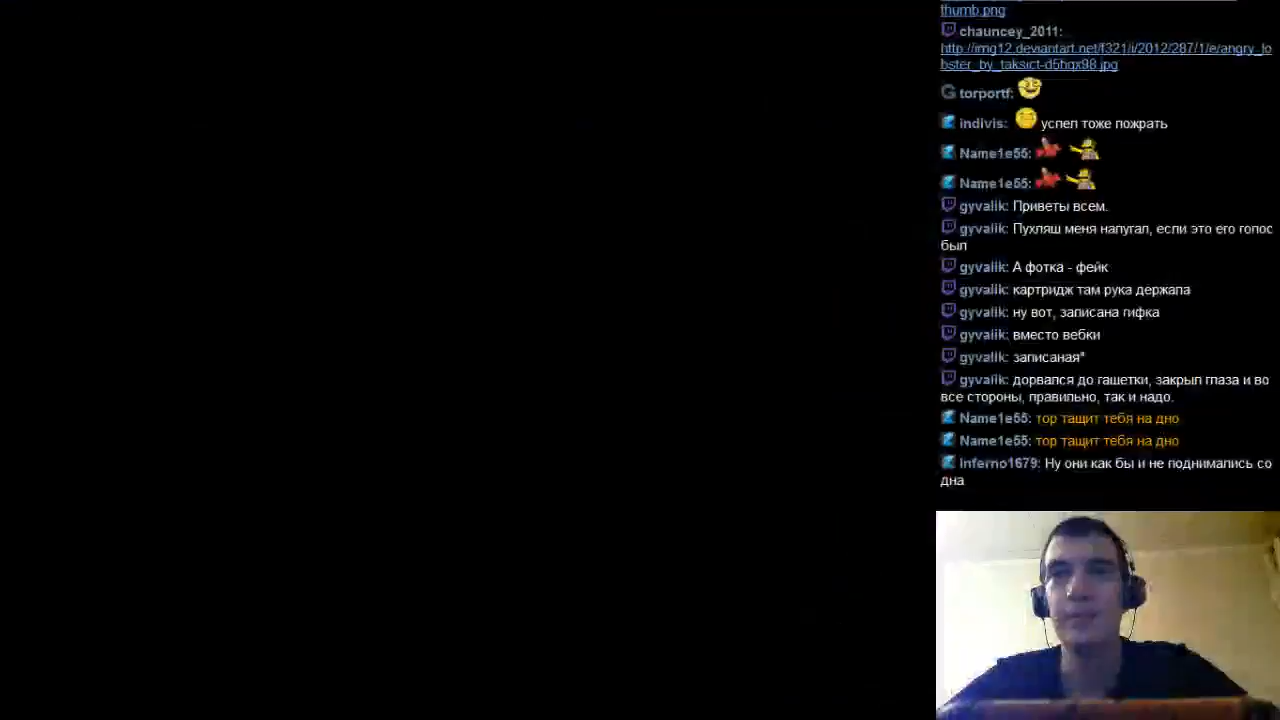 thumb.png
chauncey_2011:
http://img12.deviantart.net/f321/i/2012/287/1/e/angry_lo
bster_by_taksict-d5hqx98.jpg
torportf:
indivis: успел тоже пожрать
Name1e55:
Name1e55:
gyvalik: Приветы всем.
gyvalik: Пухляш меня напугал, если это его голос
был
gyvalik: А фотка - фейк
gyvalik: картридж там рука держала
gyvalik: ну вот, записана гифка
gyvalik: вместо вебки
gyvalik: записаная*
gyvalik: дорвался до гашетки, закрыл глаза и во
все стороны, правильно, так и надо.
Name1e55: тор тащит тебя на дно
Name1e55: тор тащит тебя на дно
Inferno1679: Ну они как бы и не поднимались со
дна